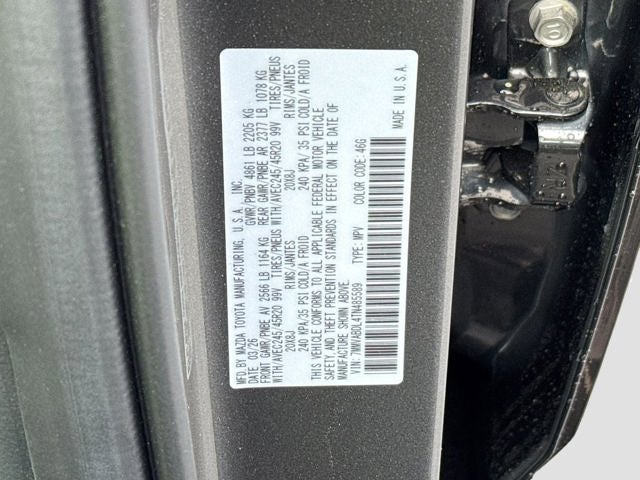 MFD. BY MAZDA TOYOTA MANUFACTURING, U.S.A., INC.
DATE 03/26 GWR/PNBV 4861 LB 2205 KG
FRONT GAWR/PNBE AV 2566 LB 1164 KG REAR GAWR/PNBE AR 2377 LB 1078 KG
WITH/AVEC245/45R20 99V TIRES/PNEUS WITH/AVEC245/45R20 99V TIRES/PNEUS
20X8J RIMS/JANTES 20X8J RIMS/JANTES
240 KPA/35 PSI COLD/A FROID 240 KPA/35 PSI COLD/A FROID
THIS VEHICLE CONFORMS TO ALL APPLICABLE FEDERAL MOTOR VEHICLE
SAFETY, AND THEFT PREVENTION STANDARDS IN EFFECT ON THE DATE OF
MANUFACTURE SHOWN ABOVE.
VIN: TYPE: MPV COLOR CODE-46G
MADE IN U.S.A.